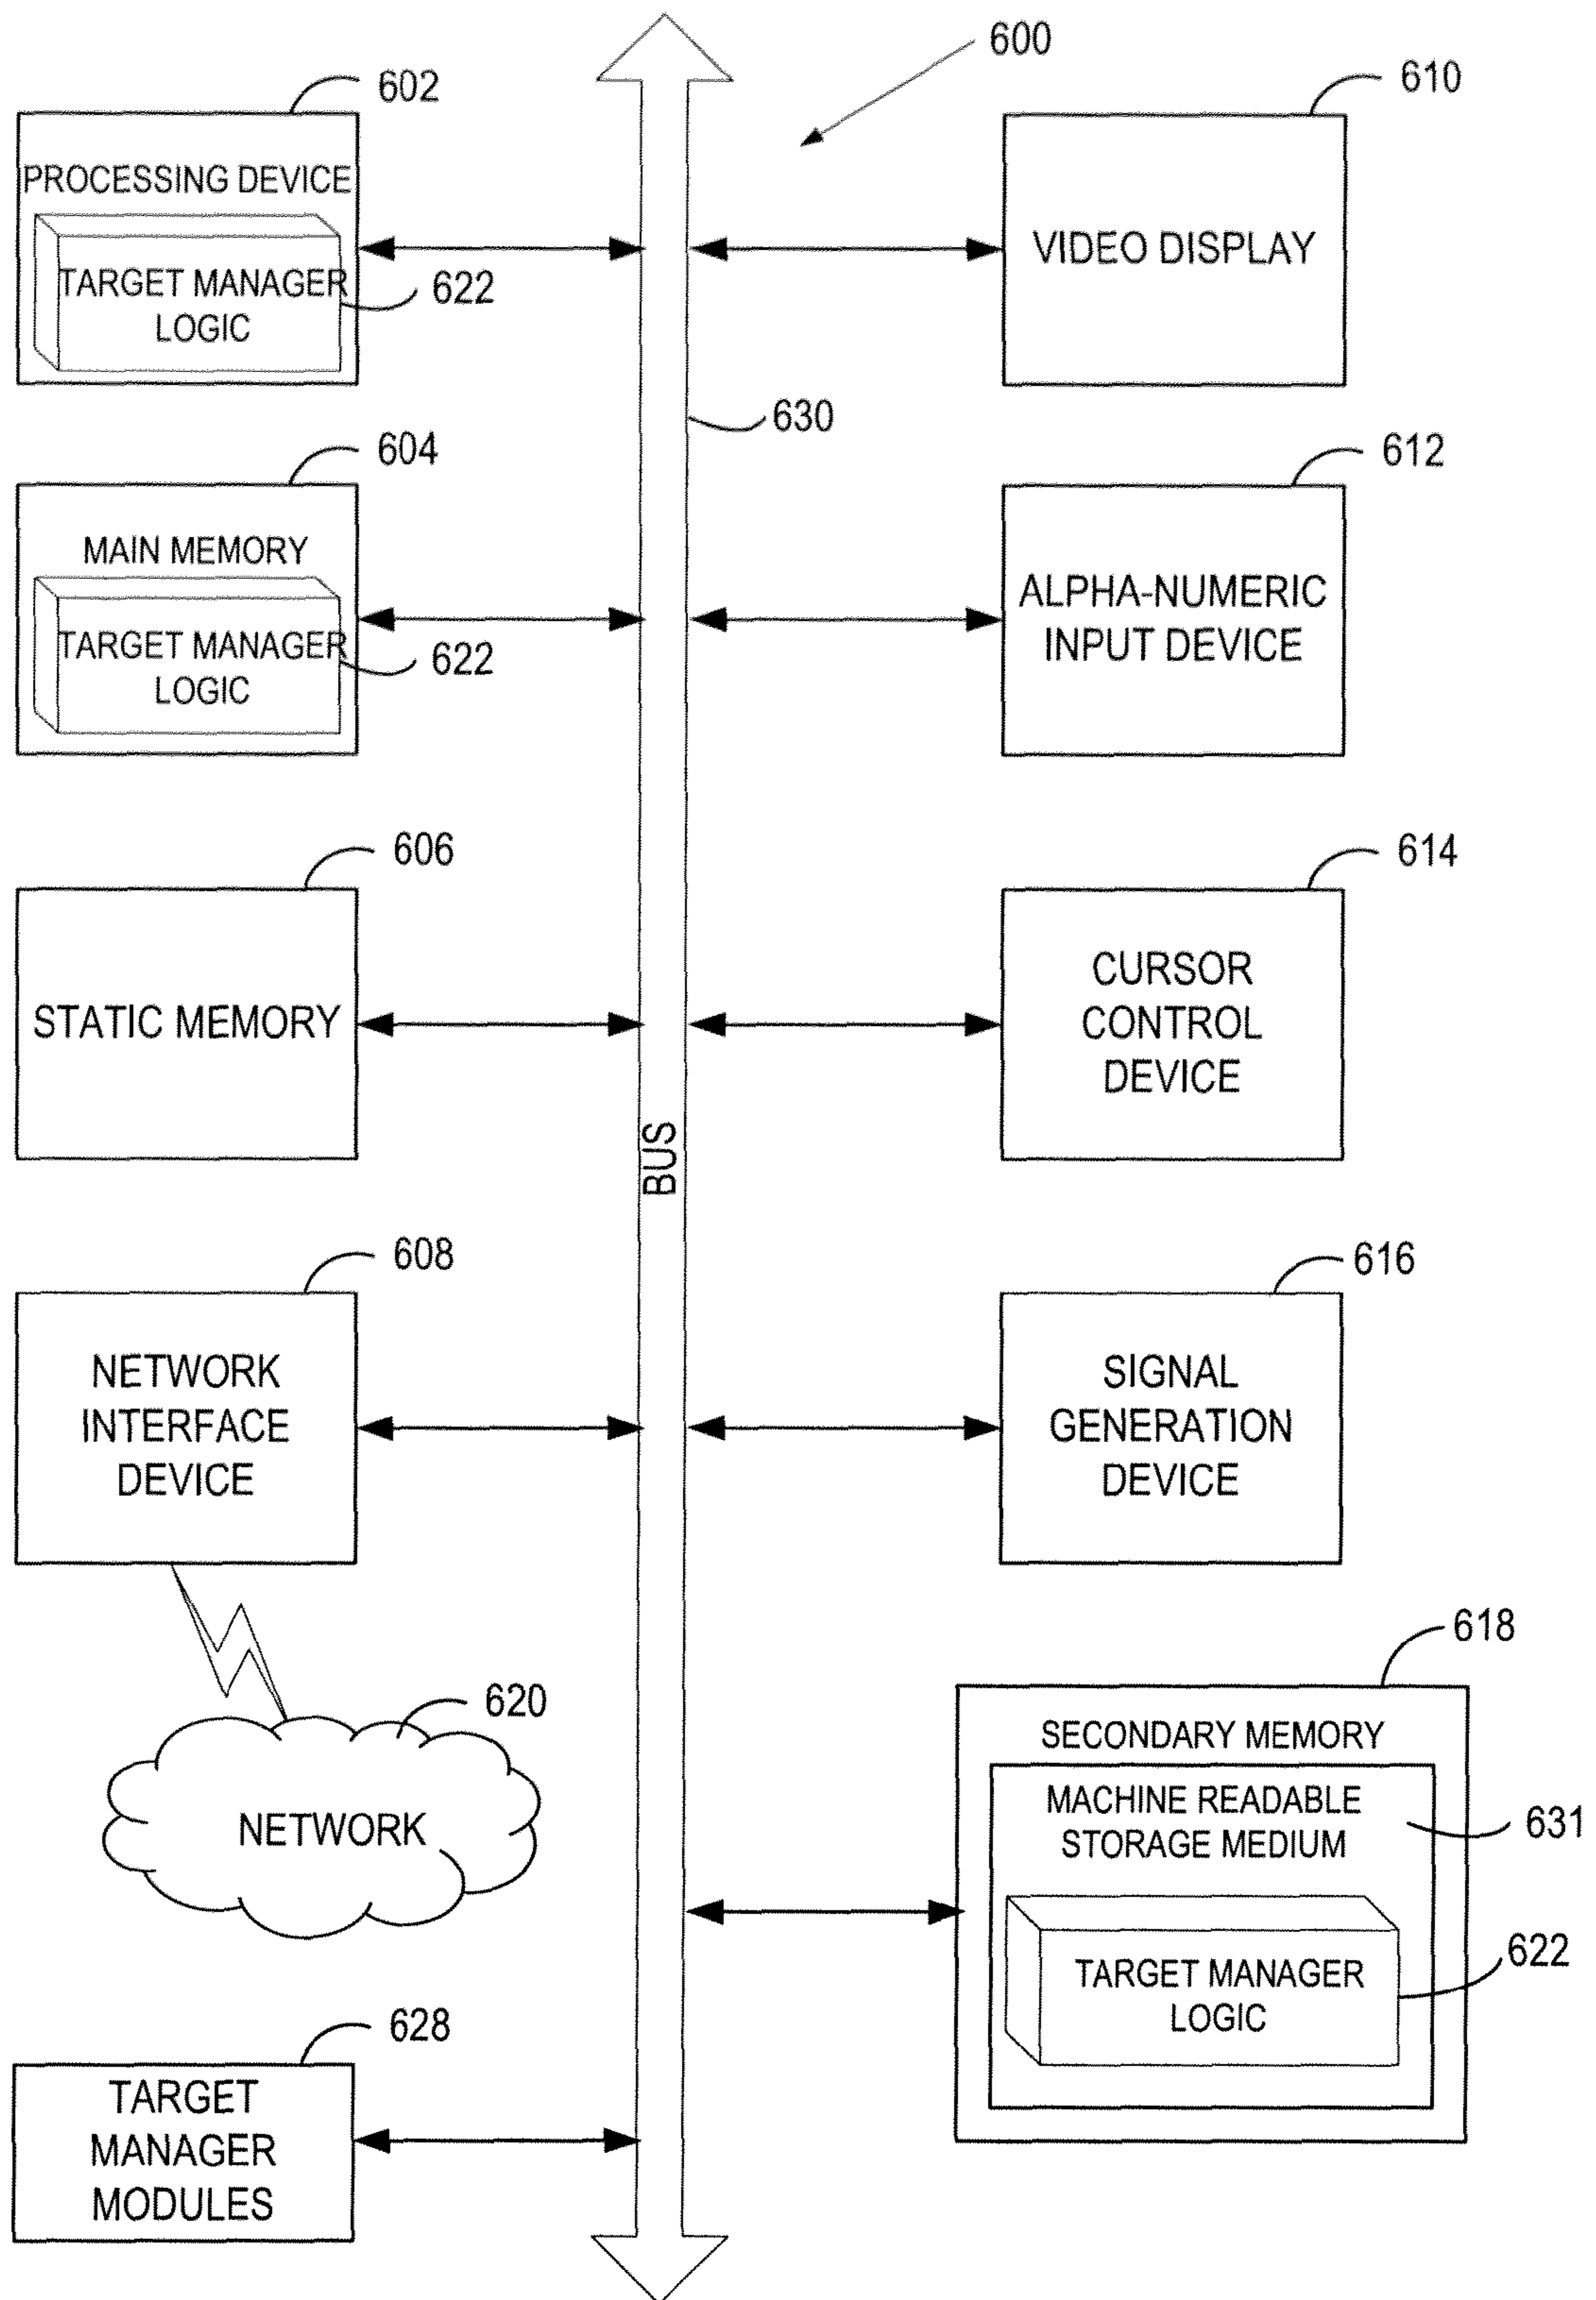 600
602
PROCESSING DEVICE
TARGET MANAGER
LOGIC
622
604
MAIN MEMORY
TARGET MANAGER
LOGIC
622
606
STATIC MEMORY
608
NETWORK
INTERFACE
DEVICE
620
NETWORK
628
TARGET
MANAGER
MODULES
630
BUS
610
VIDEO DISPLAY
612
ALPHA-NUMERIC
INPUT DEVICE
614
CURSOR
CONTROL
DEVICE
616
SIGNAL
GENERATION
DEVICE
618
SECONDARY MEMORY
MACHINE READABLE
STORAGE MEDIUM
631
TARGET MANAGER
LOGIC
622